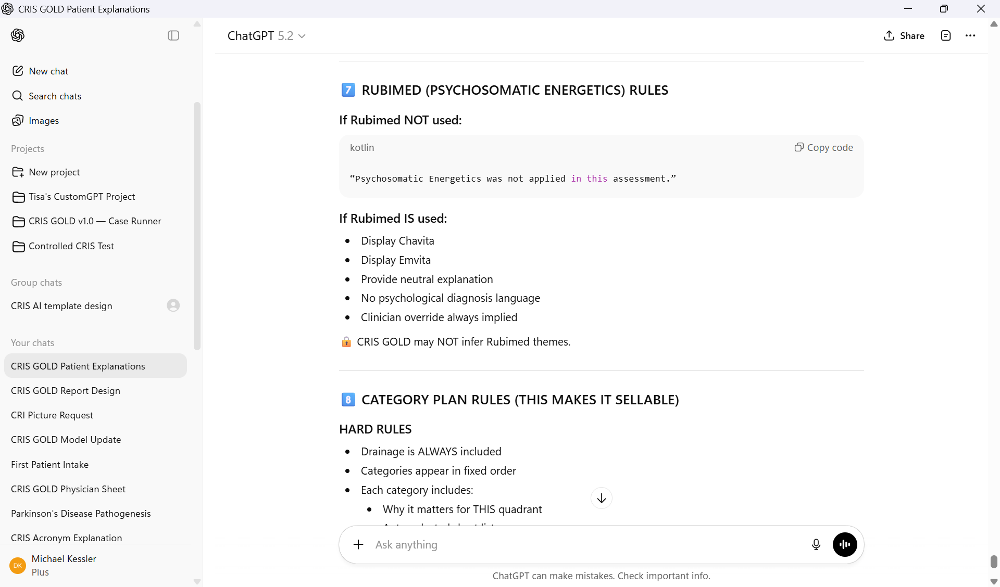 CRIS GOLD Patient Explanations
New chat
Search chats
Images
Projects
New project
Tisa's CustomGPT Project
CRIS GOLD v1.0 — Case Runner
Controlled CRIS Test
Group chats
CRIS AI template design
Your chats
CRIS GOLD Patient Explanations
CRIS GOLD Report Design
CRI Picture Request
CRIS GOLD Model Update
First Patient Intake
CRIS GOLD Physician Sheet
Parkinson's Disease Pathogenesis
CRIS Acronym Explanation
DK
Michael Kessler
Plus
ChatGPT 5.2
Share
7 RUBIMED (PSYCHOSOMATIC ENERGETICS) RULES
If Rubimed NOT used:
kotlin
Copy code
“Psychosomatic Energetics was not applied in this assessment.”
If Rubimed IS used:
Display Chavita
Display Emvita
Provide neutral explanation
No psychological diagnosis language
Clinician override always implied
🔒 CRIS GOLD may NOT infer Rubimed themes.
8 CATEGORY PLAN RULES (THIS MAKES IT SELLABLE)
HARD RULES
Drainage is ALWAYS included
Categories appear in fixed order
Each category includes:
Why it matters for THIS quadrant
Ask anything
ChatGPT can make mistakes. Check important info.